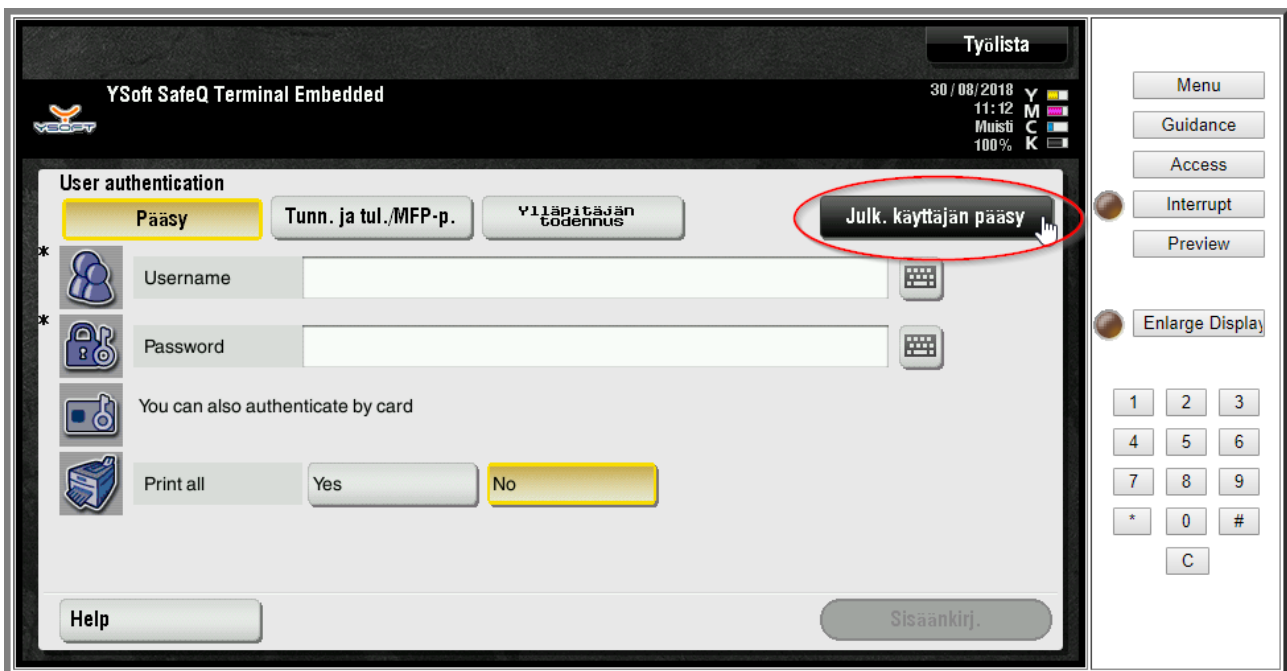 Työlista
YSoft SafeQ Terminal Embedded
YSOFT
30/08/2018
11:12
Muisti
100%
Y
M
C
K
User authentication
Pääsy
Tunn. ja tul./MFP-p.
Ylläpitäjän
todennus
Julk. käyttäjän pääsy
* Username
* Password
You can also authenticate by card
Print all Yes No
Help
Sisäänkirj.
Menu
Guidance
Access
Interrupt
Preview
Enlarge Display
1 2 3
4 5 6
7 8 9
* 0 #
C